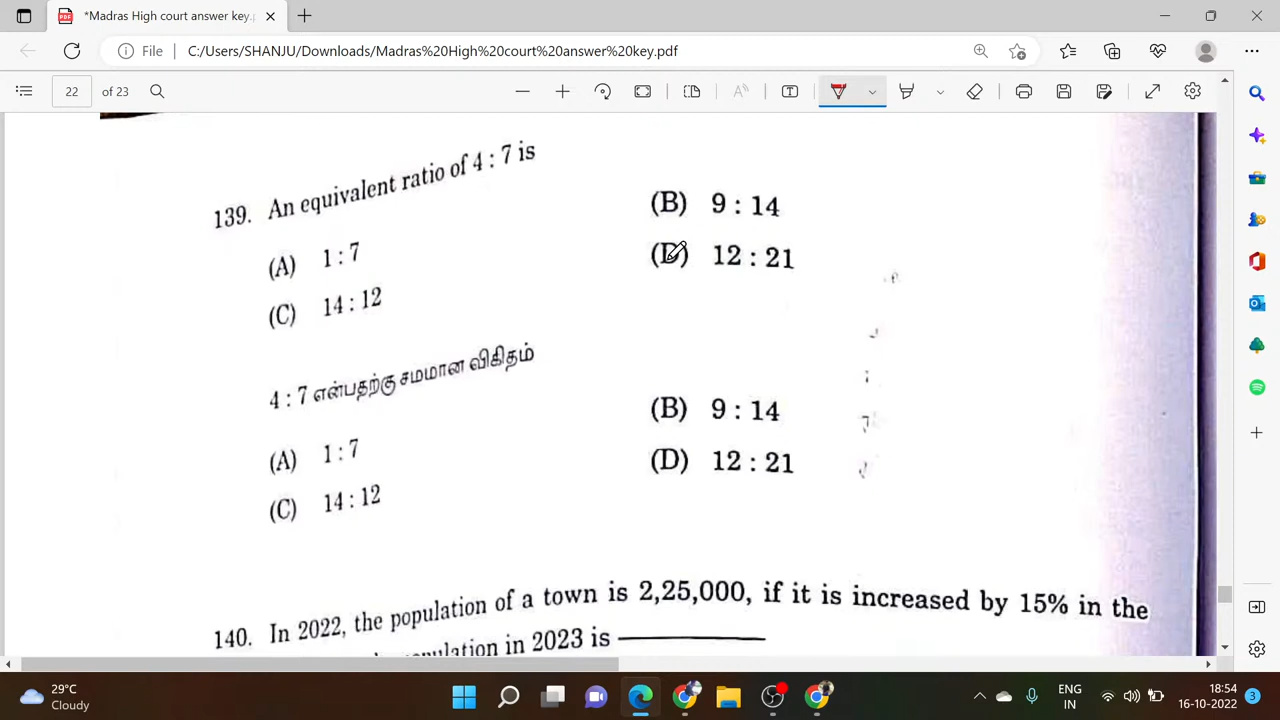 *Madras High court answer key.p
File C:/Users/SHANJU/Downloads/Madras%20High%20court%20answer%20key.pdf
22 of 23
139. An equivalent ratio of 4 : 7 is
(A) 1 : 7
(B) 9 : 14
(C) 14 : 12
(D) 12 : 21
4 : 7 என்பதற்கு சமமான விகிதம்
(A) 1 : 7
(B) 9 : 14
(C) 14 : 12
(D) 12 : 21
140. In 2022, the population of a town is 2,25,000, if it is increased by 15% in the
population in 2023 is
29°C
Cloudy
ENG
IN
18:54
16-10-2022
3